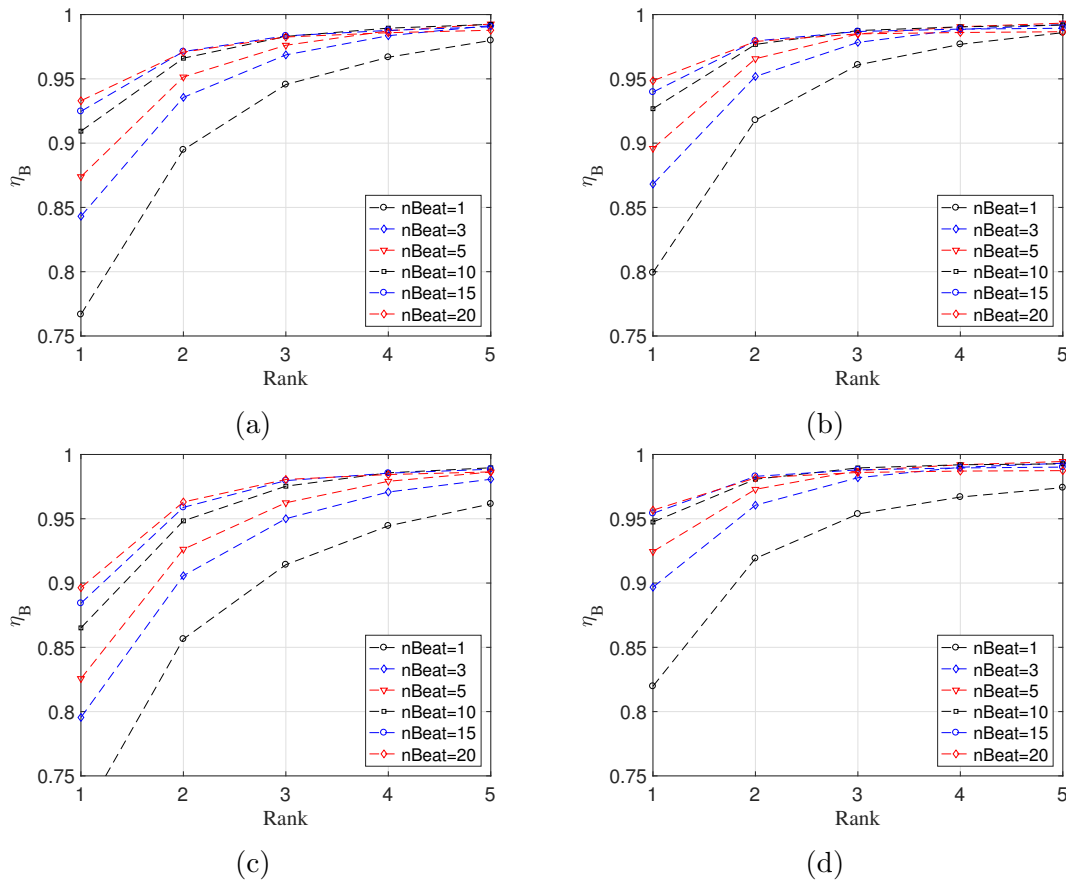 1
0.95
0.9
0.85
0.8
0.75
η_B
nBeat=1
nBeat=3
nBeat=5
nBeat=10
nBeat=15
nBeat=20
1 2 3 4 5
Rank
(a)
1
0.95
0.9
0.85
0.8
0.75
η_B
nBeat=1
nBeat=3
nBeat=5
nBeat=10
nBeat=15
nBeat=20
1 2 3 4 5
Rank
(b)
1
0.95
0.9
0.85
0.8
0.75
η_B
nBeat=1
nBeat=3
nBeat=5
nBeat=10
nBeat=15
nBeat=20
1 2 3 4 5
Rank
(c)
1
0.95
0.9
0.85
0.8
0.75
η_B
nBeat=1
nBeat=3
nBeat=5
nBeat=10
nBeat=15
nBeat=20
1 2 3 4 5
Rank
(d)